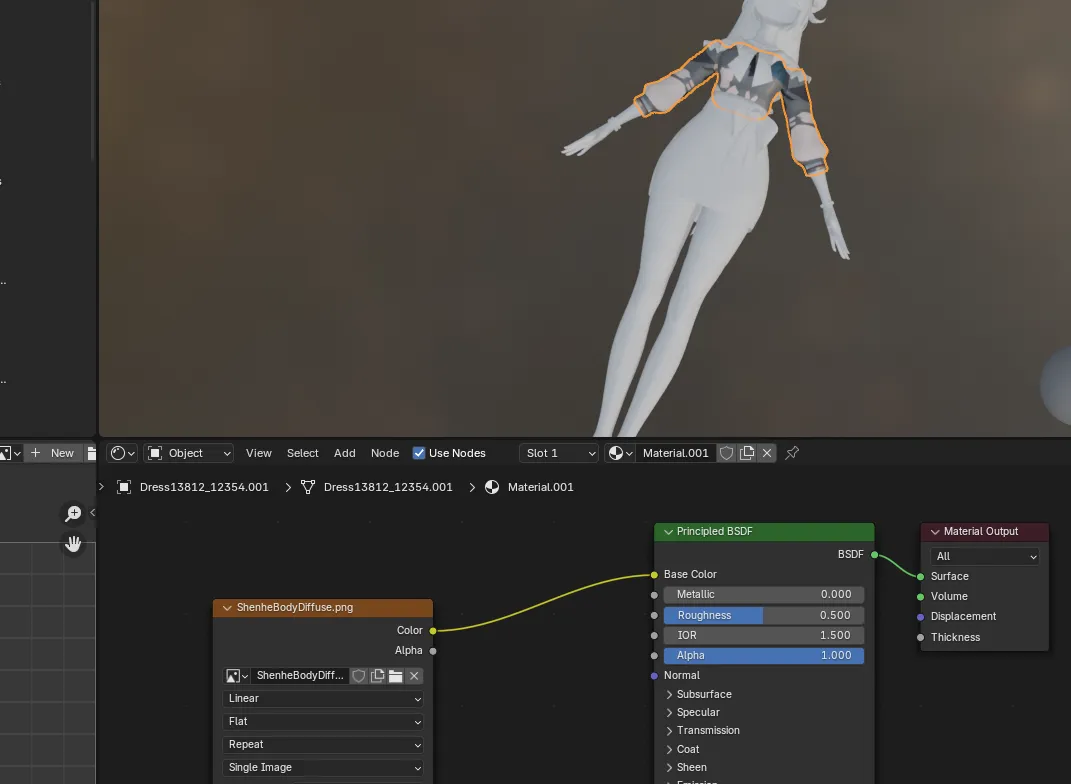 New
Object
View
Select
Add
Node
Use Nodes
Slot 1
Material.001
Dress13812_12354.001
Dress13812_12354.001
Material.001
Principled BSDF
BSDF
Base Color
Metallic 0.000
Roughness 0.500
IOR 1.500
Alpha 1.000
Normal
Subsurface
Specular
Transmission
Coat
Sheen
Material Output
All
Surface
Volume
Displacement
Thickness
ShenheBodyDiffuse.png
Color
Alpha
ShenheBodyDiff...
Linear
Flat
Repeat
Single Image